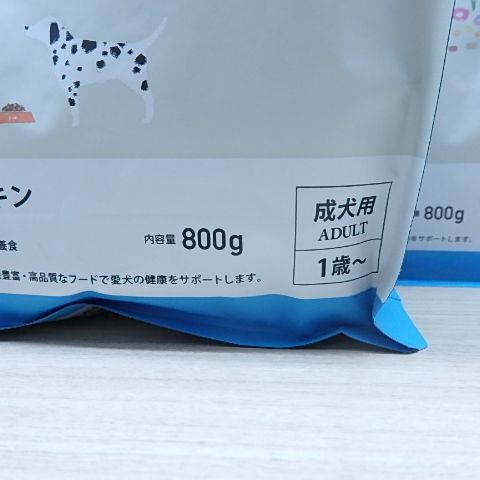 キン
養食
内容量 800g
豊富・高品質なフードで愛犬の健康をサポートします。
成犬用
ADULT
1歳～
800g
をサポートします。